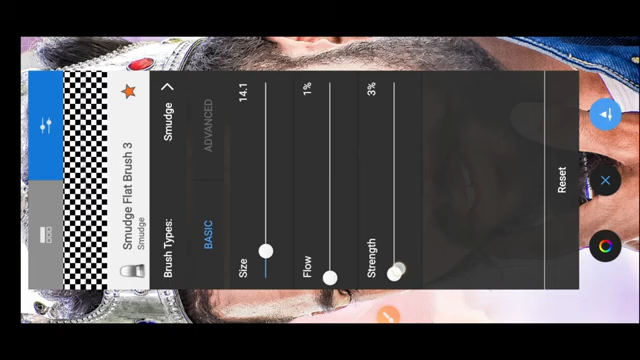 Smudge Flat Brush 3
Smudge
Brush Types:
Smudge
BASIC
ADVANCED
Size
14.1
Flow
1%
Strength
3%
Reset